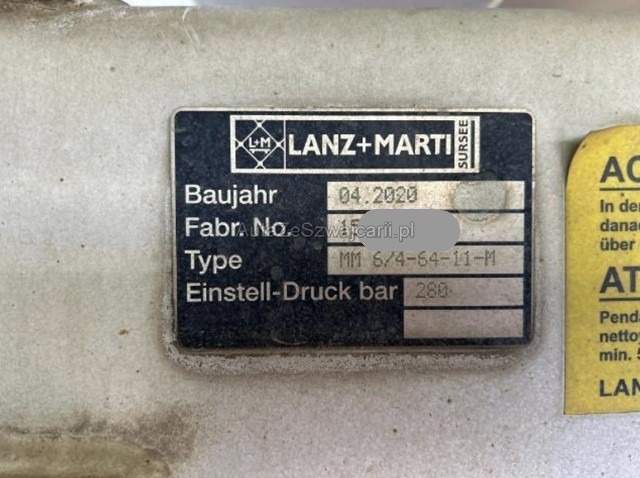 L+M LANZ+MARTI SURSEE
Baujahr 04.2020
Fabr. No. 15
AutazeSzwajcarii.pl
Type MM 6/4-64-11-M
Einstell-Druck bar 280
AC
In de
danac
über
AT
Penda
netto
min. 5
LAN